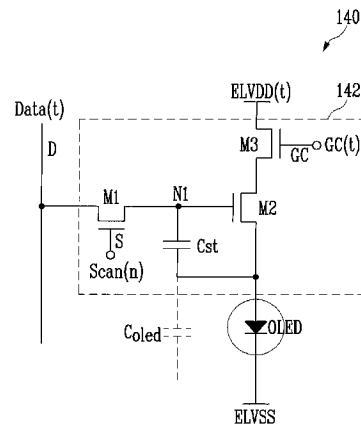 140
Data(t)
ELVDD(t)
142
D
M3
GC
GC(t)
M1
N1
M2
S
Cst
Scan(n)
Coled
OLED
ELVSS